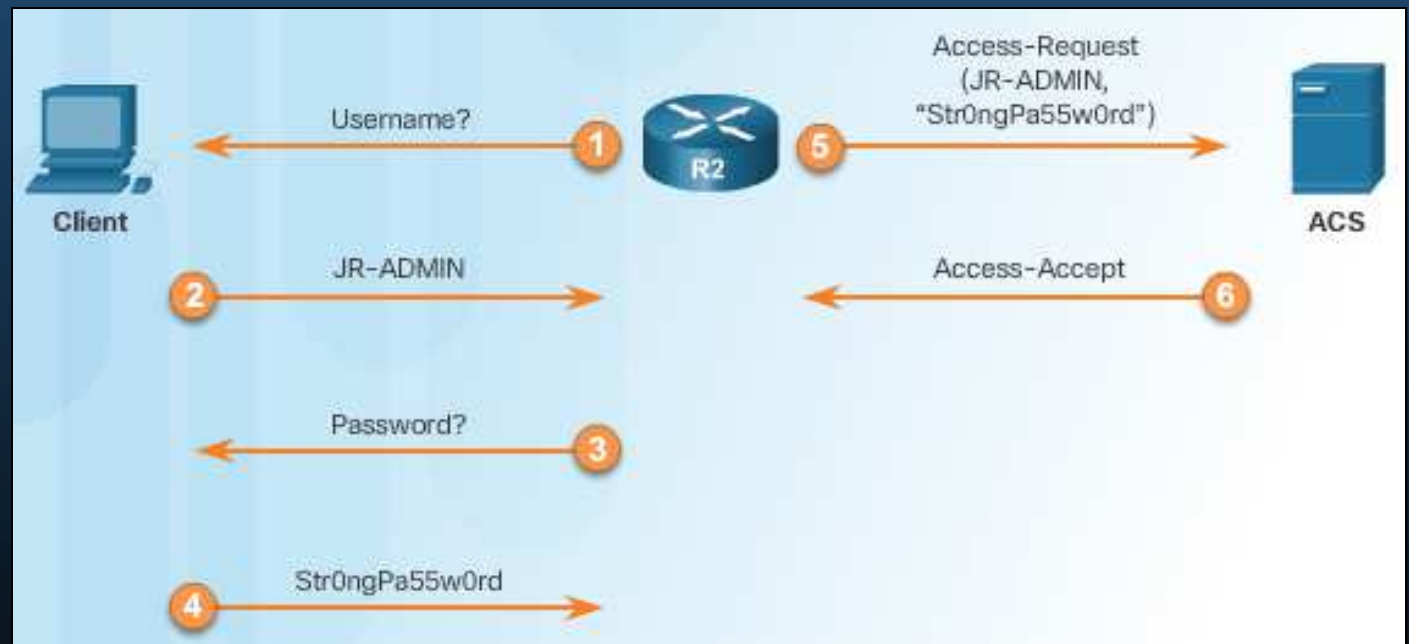 Access-Request
(JR-ADMIN,
"Str0ngPa55w0rd")
Username?
1
R2
5
Client
ACS
JR-ADMIN
Access-Accept
2
6
Password?
3
Str0ngPa55w0rd
4